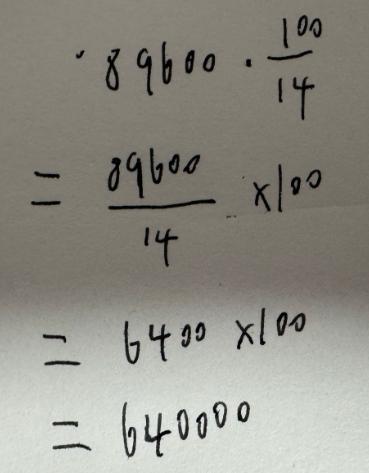 89600 · 100/14
= 89600/14 ×100
= 6400 ×100
= 640000